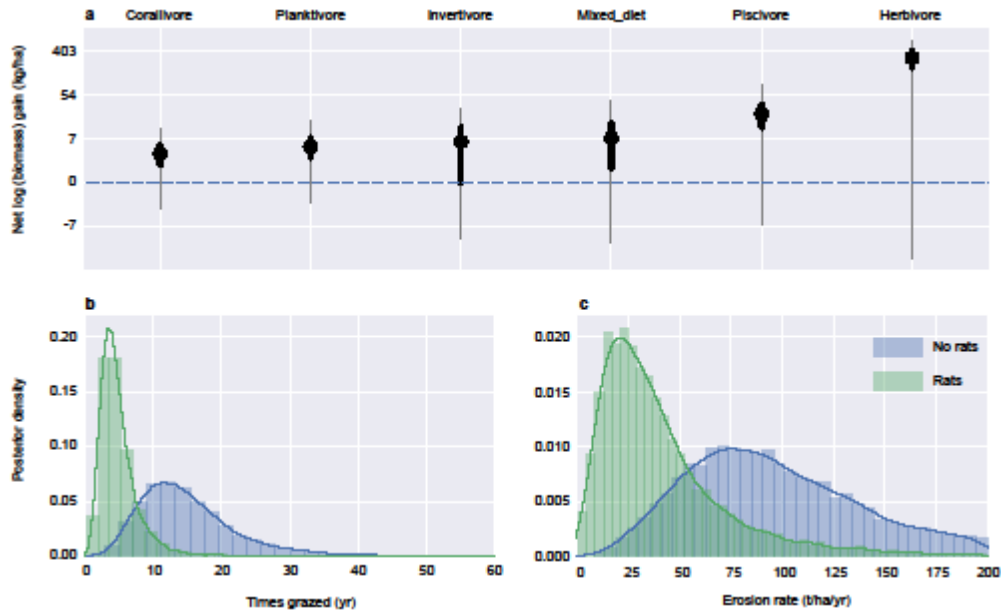 a
Corallivore Planktivore Invertivore Mixed_diet Piscivore Herbivore
Net log (biomass) gain (kg/ha)
403
54
7
0
-7
b
Posterior density
0.20
0.15
0.10
0.05
0.00
0 10 20 30 40 50 60
Times grazed (yr)
c
0.020
0.015
0.010
0.005
0.000
No rats
Rats
0 25 50 75 100 125 150 175 200
Erosion rate (t/ha/yr)